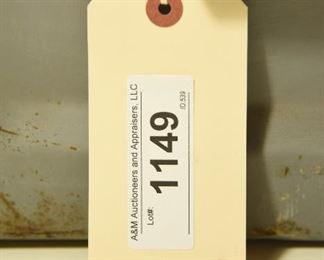 A&M Auctioneers and Appraisers, LLC
Lot#:
1149
ID:539